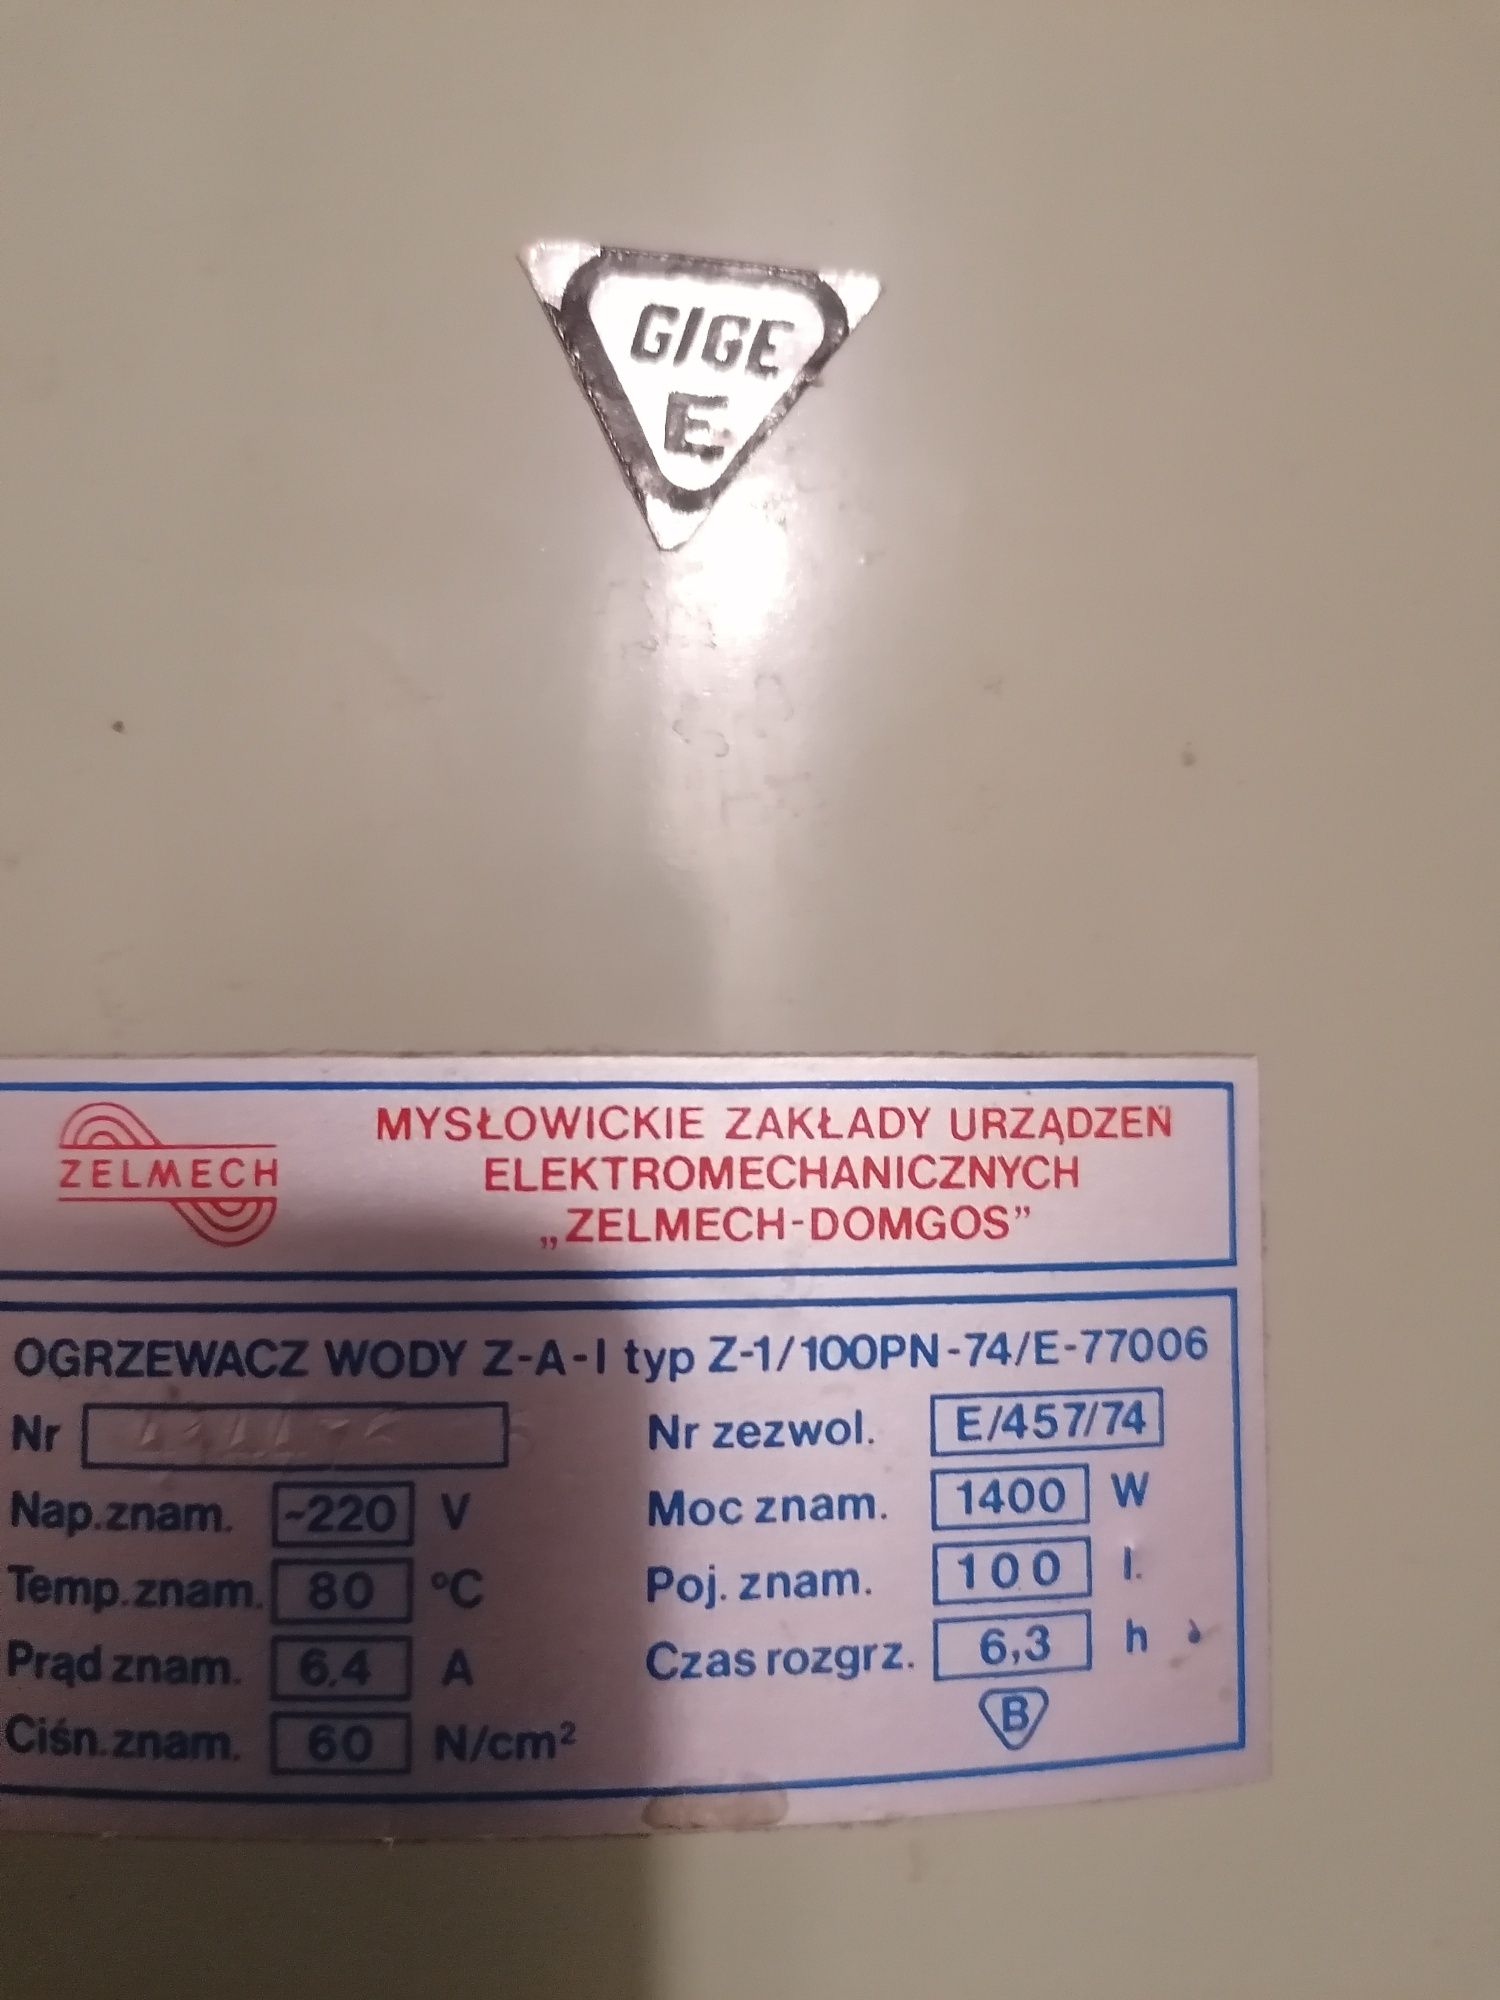 GIGE
E
ZELMECH
MYSŁOWICKIE ZAKŁADY URZĄDZEŃ
ELEKTROMECHANICZNYCH
„ZELMECH-DOMGOS”
OGRZEWACZ WODY Z-A-I typ Z-1/100PN-74/E-77006
Nr
Nr zezwol. E/457/74
Nap.znam. ~220 V
Moc znam. 1400 W
Temp.znam. 80 °C
Poj. znam. 100 l.
Prąd znam. 6,4 A
Czas rozgrz. 6,3 h
Ciśn.znam. 60 N/cm²
B